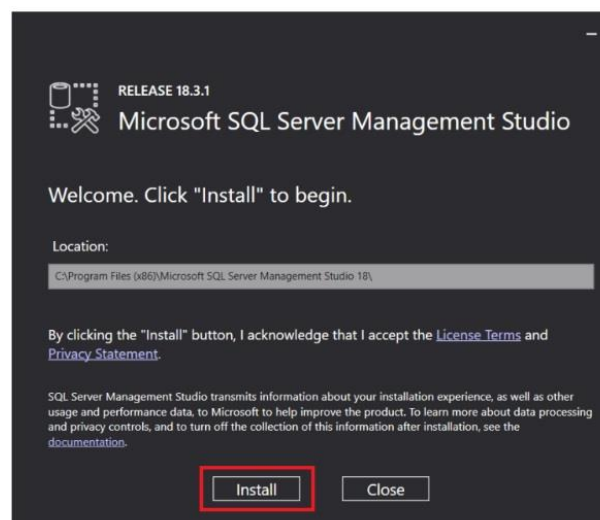 RELEASE 18.3.1
Microsoft SQL Server Management Studio
Welcome. Click "Install" to begin.
Location:
C:\Program Files (x86)\Microsoft SQL Server Management Studio 18\
By clicking the "Install" button, I acknowledge that I accept the License Terms and
Privacy Statement.
SQL Server Management Studio transmits information about your installation experience, as well as other
usage and performance data, to Microsoft to help improve the product. To learn more about data processing
and privacy controls, and to turn off the collection of this information after installation, see the
documentation.
Install Close